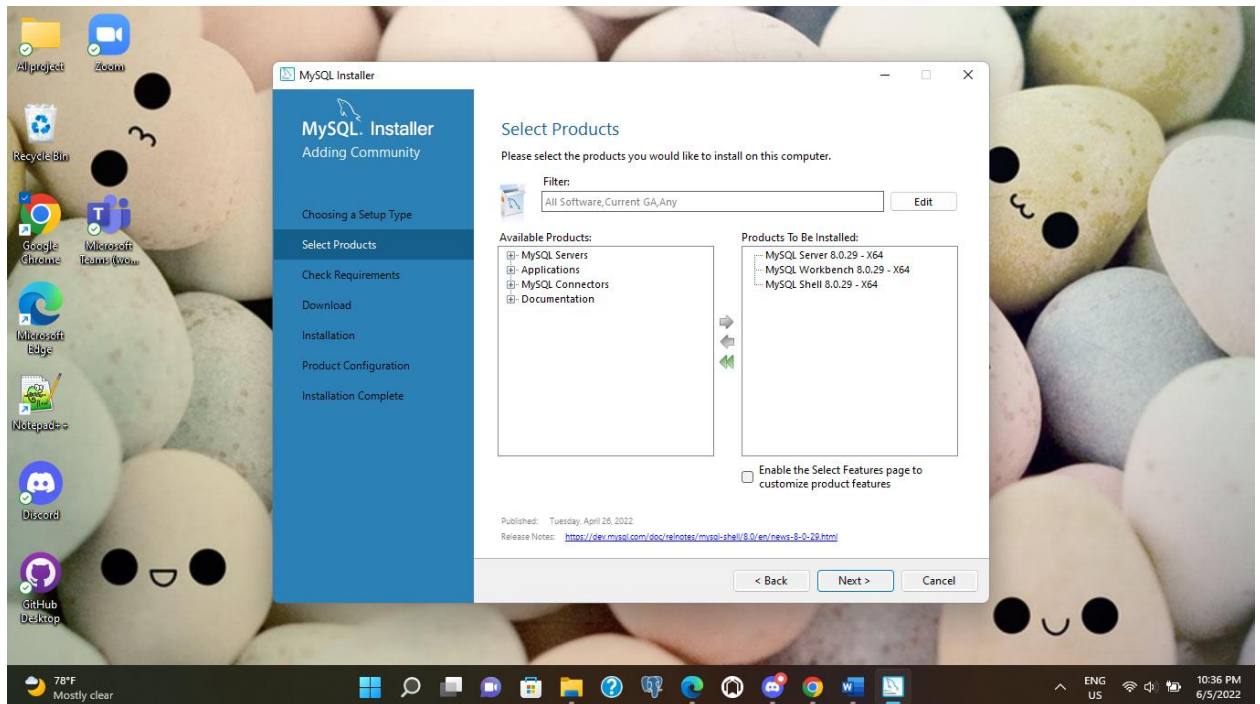 All project
Zoom
Recycle Bin
Google
Chrome
Microsoft
Teams (wo...
Microsoft
Edge
Notepad++
Discord
GitHub
Desktop
MySQL Installer
MySQL. Installer
Adding Community
Choosing a Setup Type
Select Products
Check Requirements
Download
Installation
Product Configuration
Installation Complete
Select Products
Please select the products you would like to install on this computer.
Filter:
All Software,Current GA,Any
Edit
Available Products:
MySQL Servers
Applications
MySQL Connectors
Documentation
Products To Be Installed:
MySQL Server 8.0.29 - X64
MySQL Workbench 8.0.29 - X64
MySQL Shell 8.0.29 - X64
Enable the Select Features page to
customize product features
Published: Tuesday, April 26, 2022
Release Notes: https://dev.mysql.com/doc/relnotes/mysql-shell/8.0/en/news-8-0-29.html
< Back
Next >
Cancel
78°F
Mostly clear
ENG
US
10:36 PM
6/5/2022